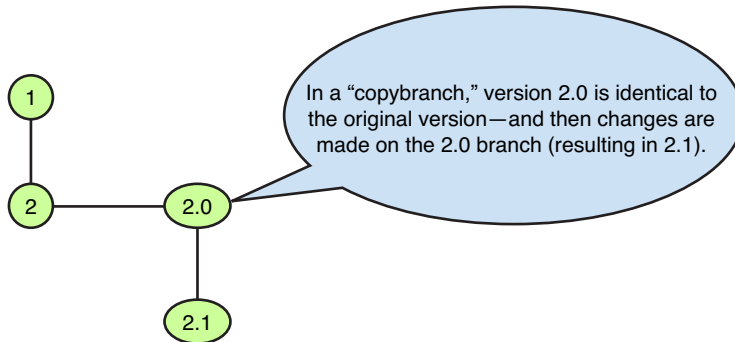 1
In a “copybranch,” version 2.0 is identical to
the original version—and then changes are
made on the 2.0 branch (resulting in 2.1).
2
2.0
2.1